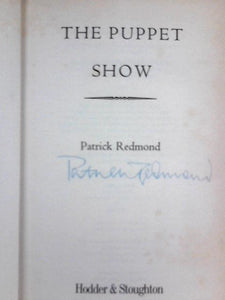 THE PUPPET
SHOW
Patrick Redmond
Patrick Redmond
Hodder & Stoughton